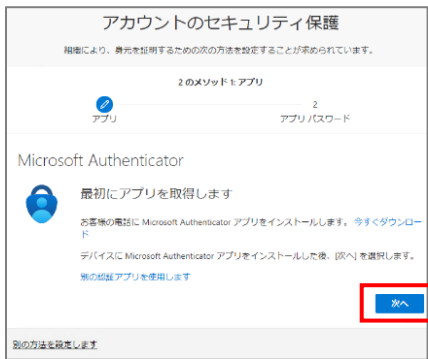 アカウントのセキュリティ保護
組織により、身元を証明するための次の方法を設定することが求められています。
2 のメソッド 1: アプリ
アプリ
2
アプリ パスワード
Microsoft Authenticator
最初にアプリを取得します
お客様の電話に Microsoft Authenticator アプリをインストールします。 今すぐダウンロー
ド
デバイスに Microsoft Authenticator アプリをインストールした後、[次へ] を選択します。
別の認証アプリを使用します
次へ
別の方法を設定します